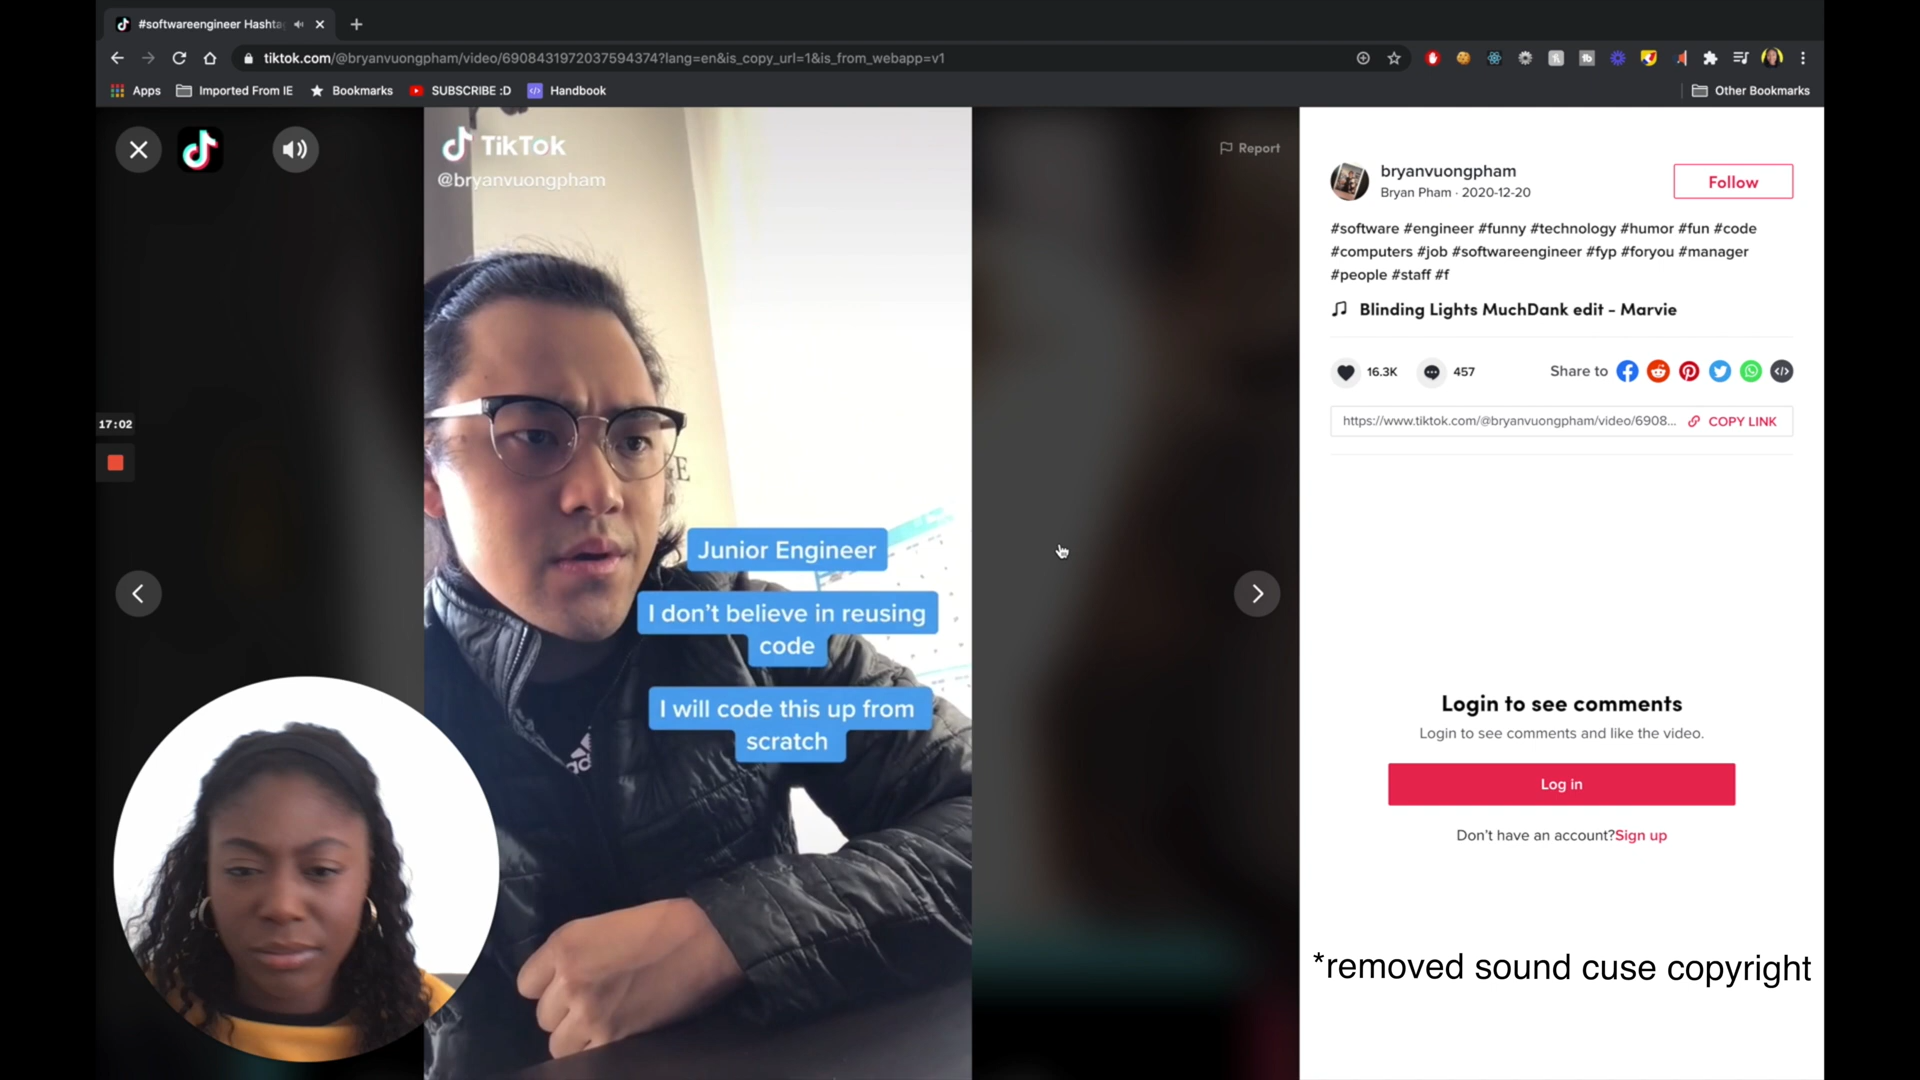 #softwareengineer Hashta
tiktok.com/@bryanvuongpham/video/6908431972037594374?lang=en&is_copy_url=1&is_from_webapp=v1
Apps Imported From IE Bookmarks SUBSCRIBE :D Handbook Other Bookmarks
TikTok
@bryanvuongpham
Report
17:02
Junior Engineer
I don't believe in reusing
code
I will code this up from
scratch
bryanvuongpham
Bryan Pham · 2020-12-20
Follow
#software #engineer #funny #technology #humor #fun #code
#computers #job #softwareengineer #fyp #foryou #manager
#people #staff #f
Blinding Lights MuchDank edit - Marvie
16.3K 457 Share to
https://www.tiktok.com/@bryanvuongpham/video/6908... COPY LINK
Login to see comments
Login to see comments and like the video.
Log in
Don't have an account?Sign up
*removed sound cuse copyright